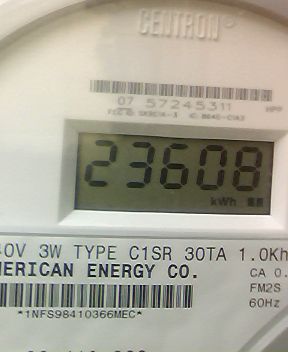 CENTRON®
07 57245311
23608
kWh
3W TYPE C1SR 30TA 1.0Kh
MERICAN ENERGY CO.
CA 0.
FM2S
60Hz
*1NFS98410366MEC*